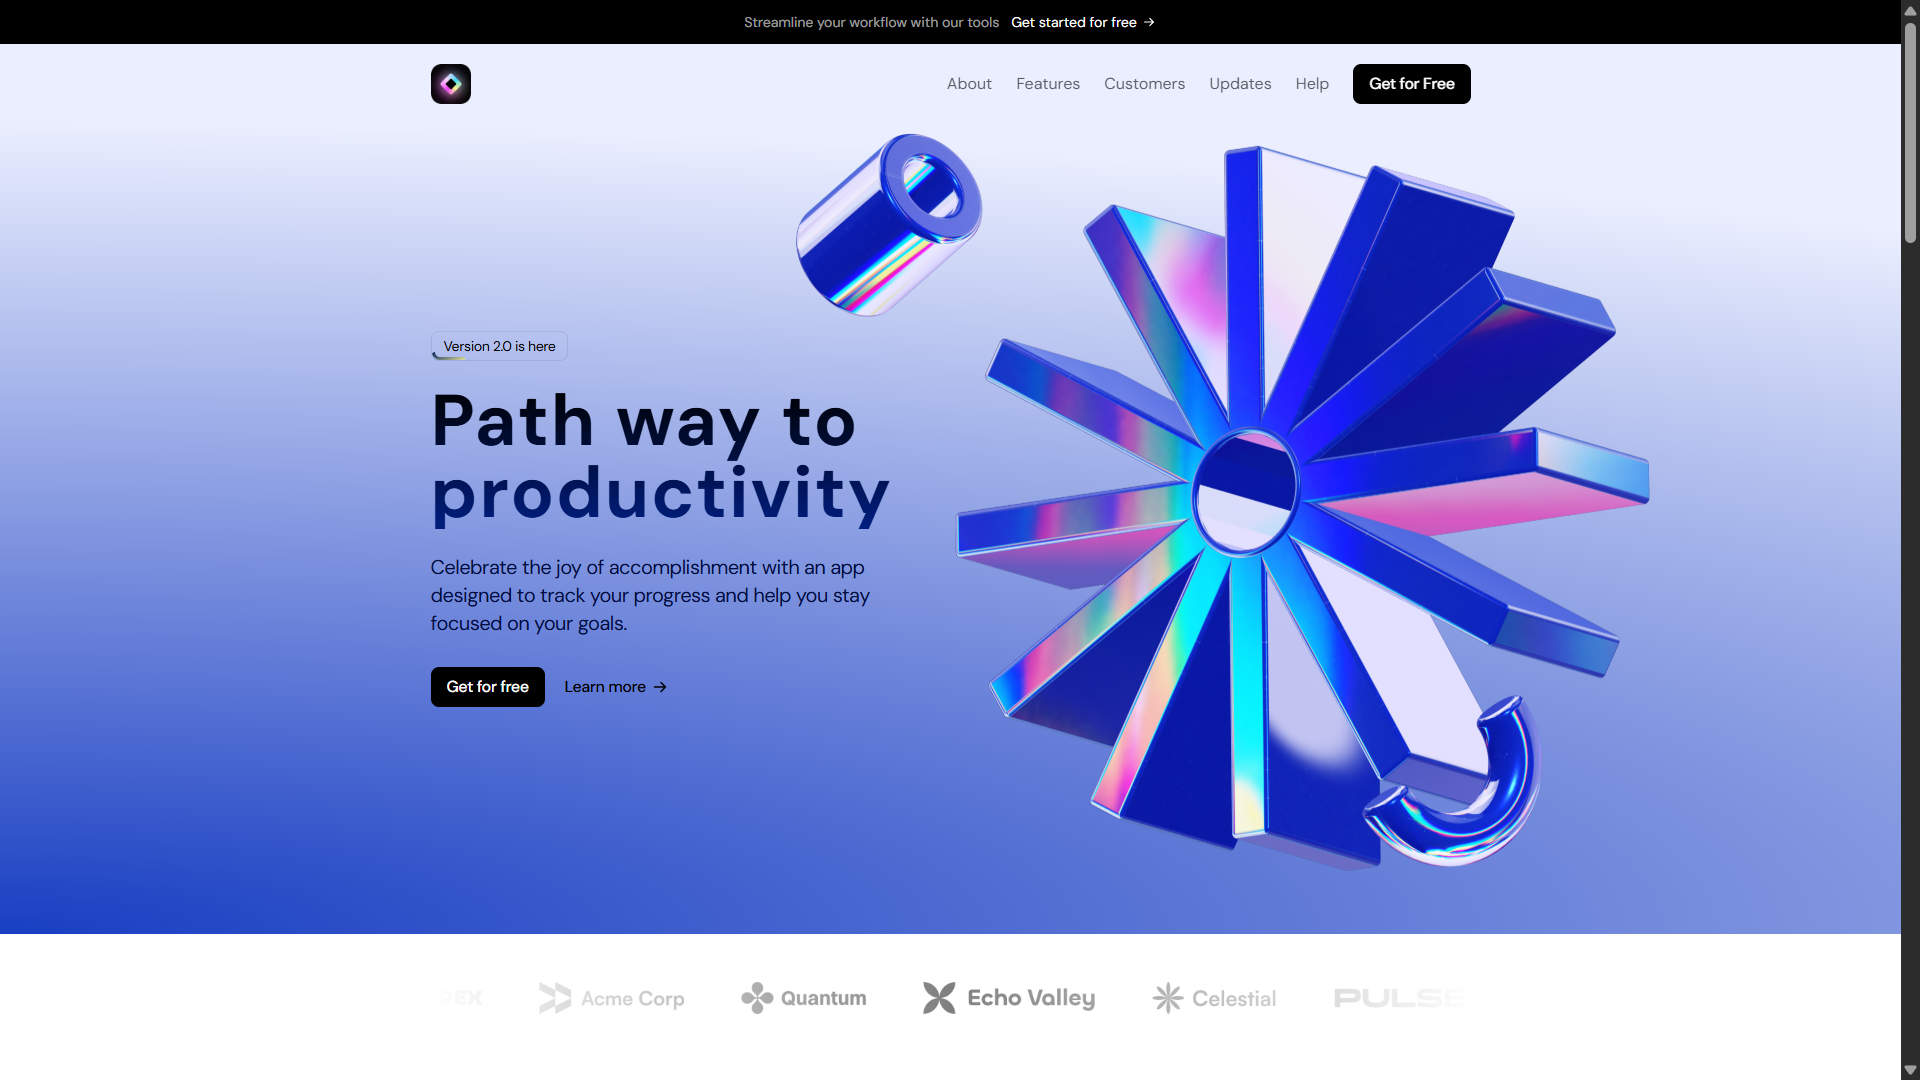 Streamline your workflow with our tools Get started for free →
About Features Customers Updates Help Get for Free
Version 2.0 is here
Path way to
productivity
Celebrate the joy of accomplishment with an app
designed to track your progress and help you stay
focused on your goals.
Get for free Learn more →
PEX Acme Corp Quantum Echo Valley Celestial PULSE